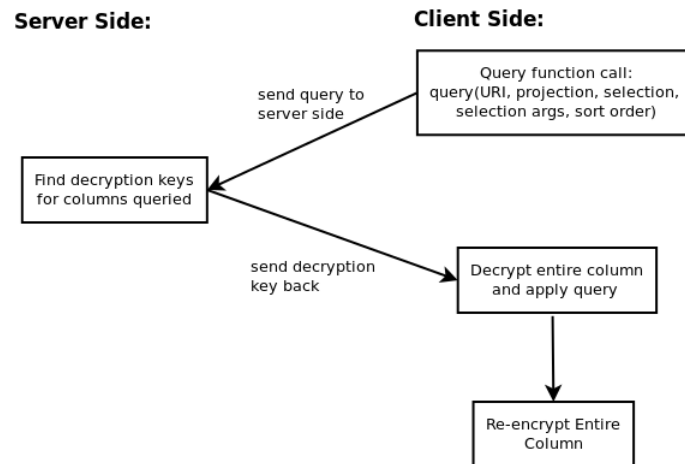 Server Side:
Client Side:
Query function call:
query(URI, projection, selection,
selection args, sort order)
send query to
server side
Find decryption keys
for columns queried
send decryption
key back
Decrypt entire column
and apply query
Re-encrypt Entire
Column